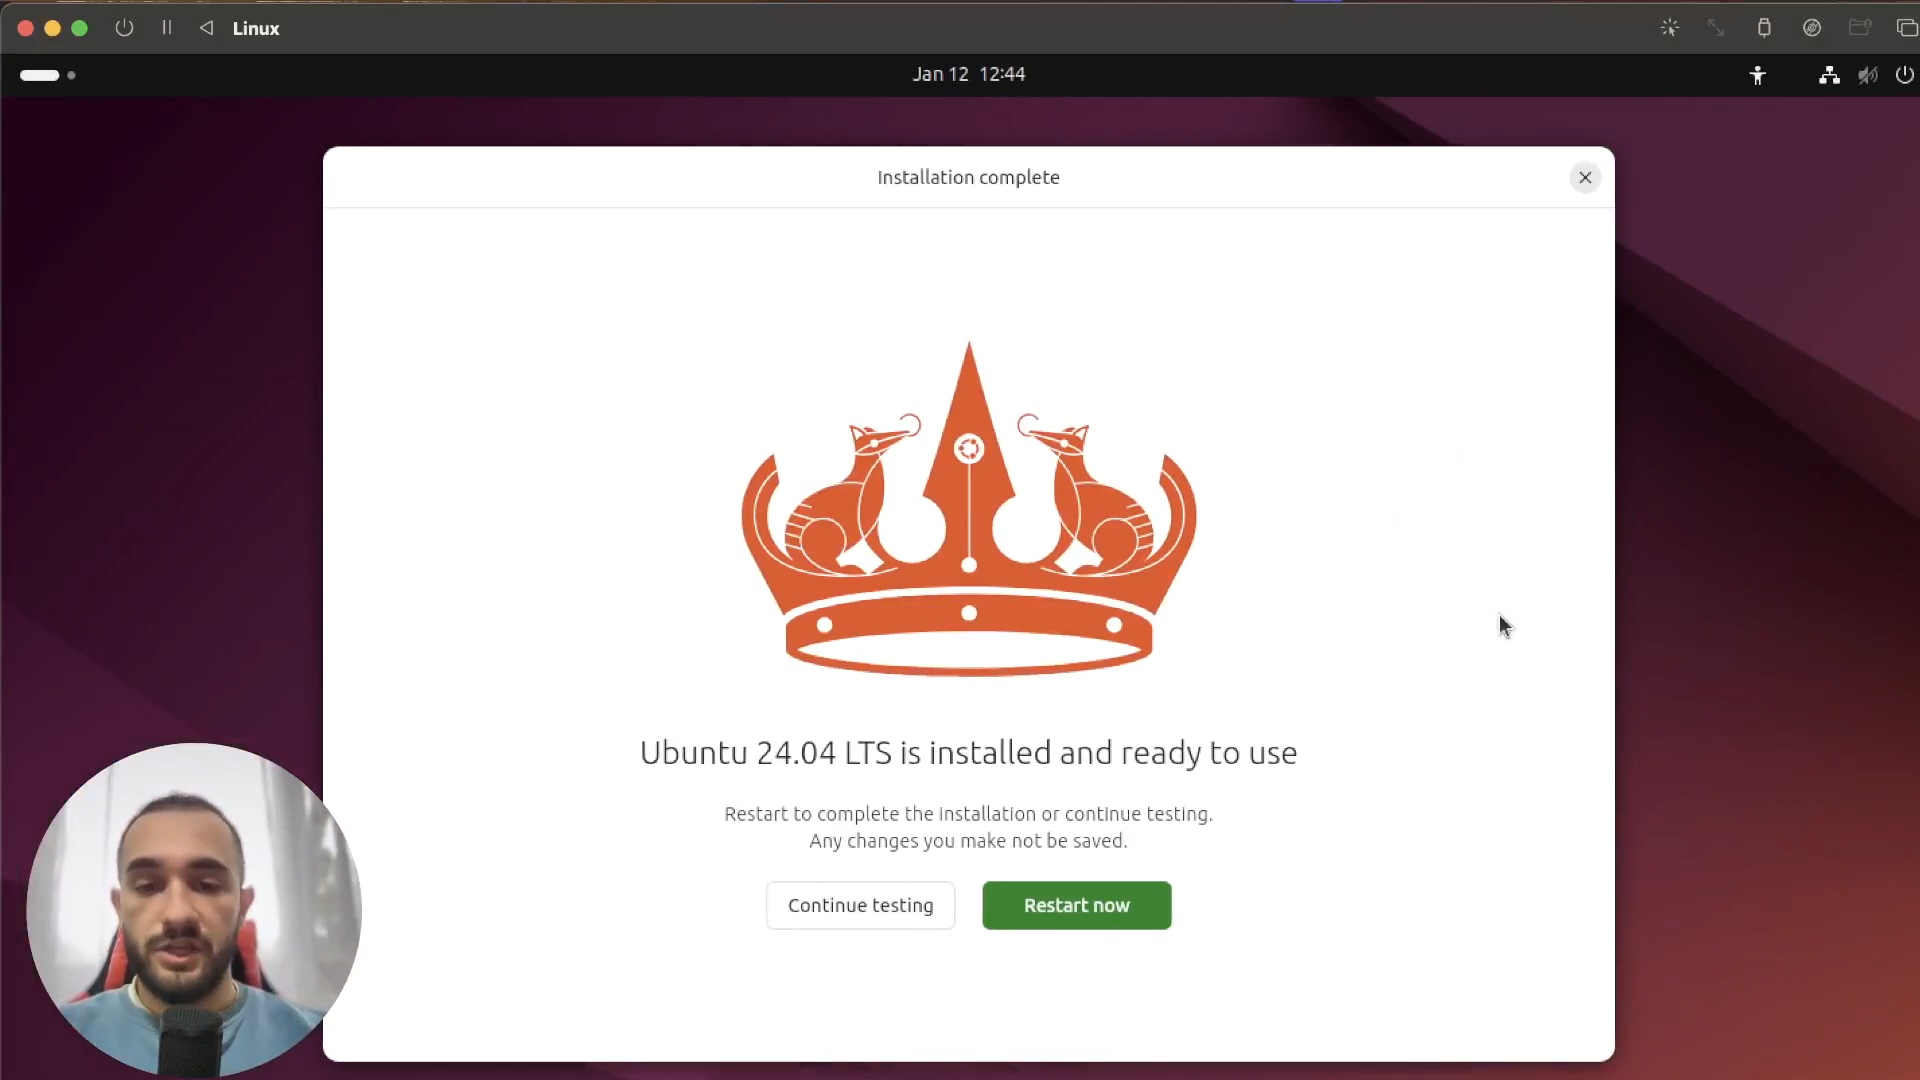 Linux
Jan 12 12:44
Installation complete
Ubuntu 24.04 LTS is installed and ready to use
Restart to complete the installation or continue testing.
Any changes you make not be saved.
Continue testing
Restart now